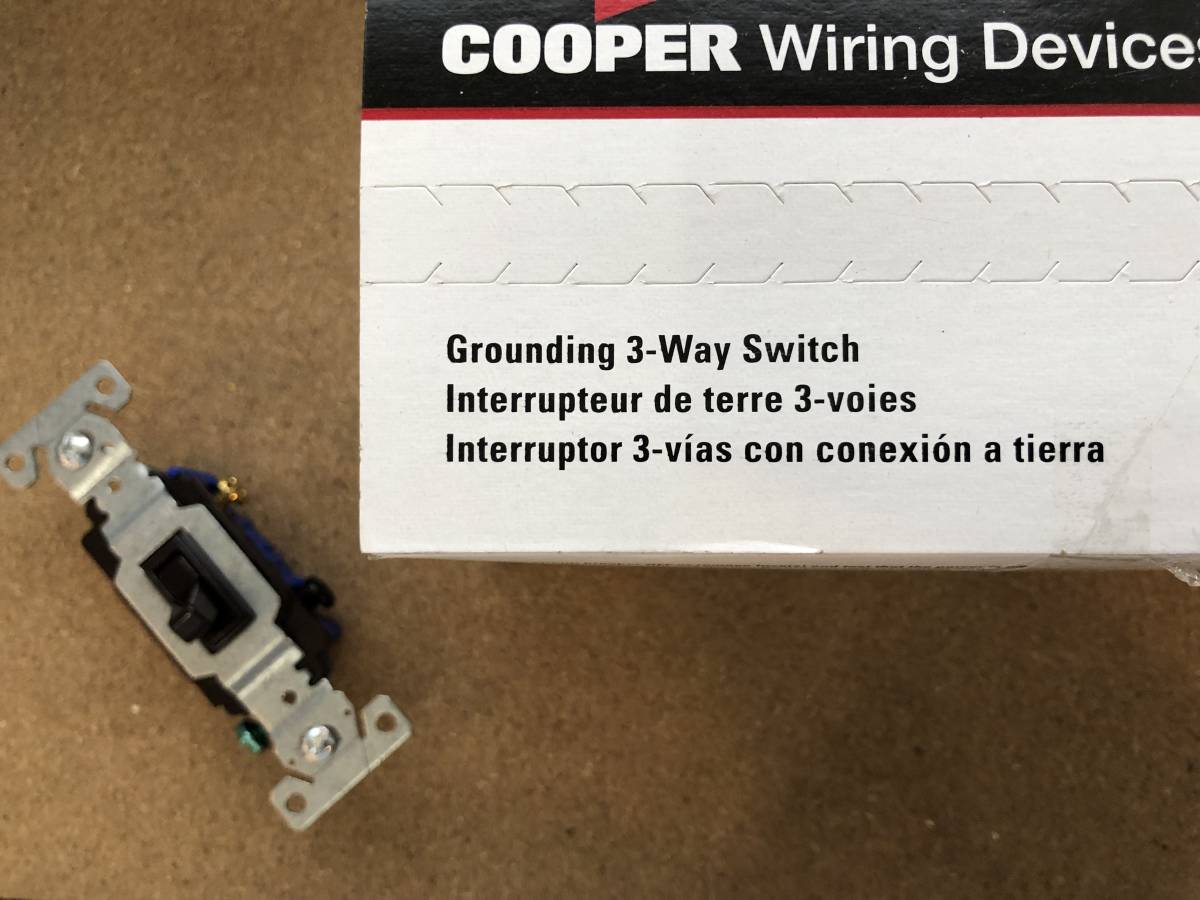 COOPER Wiring Devices
Grounding 3-Way Switch
Interrupteur de terre 3-voies
Interruptor 3-vías con conexión a tierra